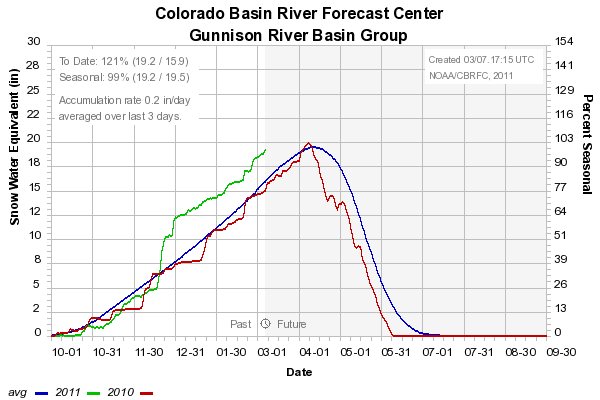 Colorado Basin River Forecast Center
Gunnison River Basin Group
To Date: 121% (19.2 / 15.9)
Seasonal: 99% (19.2 / 19.5)
Accumulation rate 0.2 in/day
averaged over last 3 days.
Created 03/07.17:15 UTC
NOAA/CBRFC, 2011
Snow Water Equivalent (in)
30
28
25
22
20
18
15
12
10
8
5
2
0
Percent Seasonal
154
141
129
116
103
90
77
64
51
39
26
13
0
Past Future
10-01 10-31 11-30 12-31 01-30 03-01 04-01 05-01 05-31 07-01 07-31 08-30 09-30
Date
avg 2011 2010